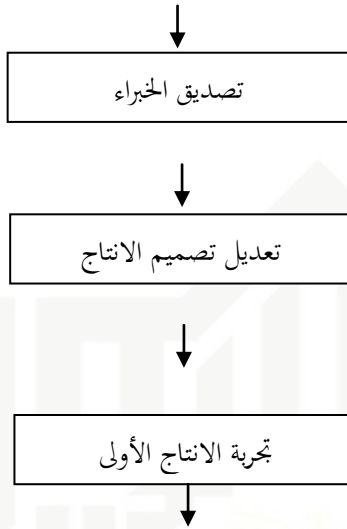 تصديق الخبراء
تعديل تصميم الانتاج
تجربة الانتاج الأولى